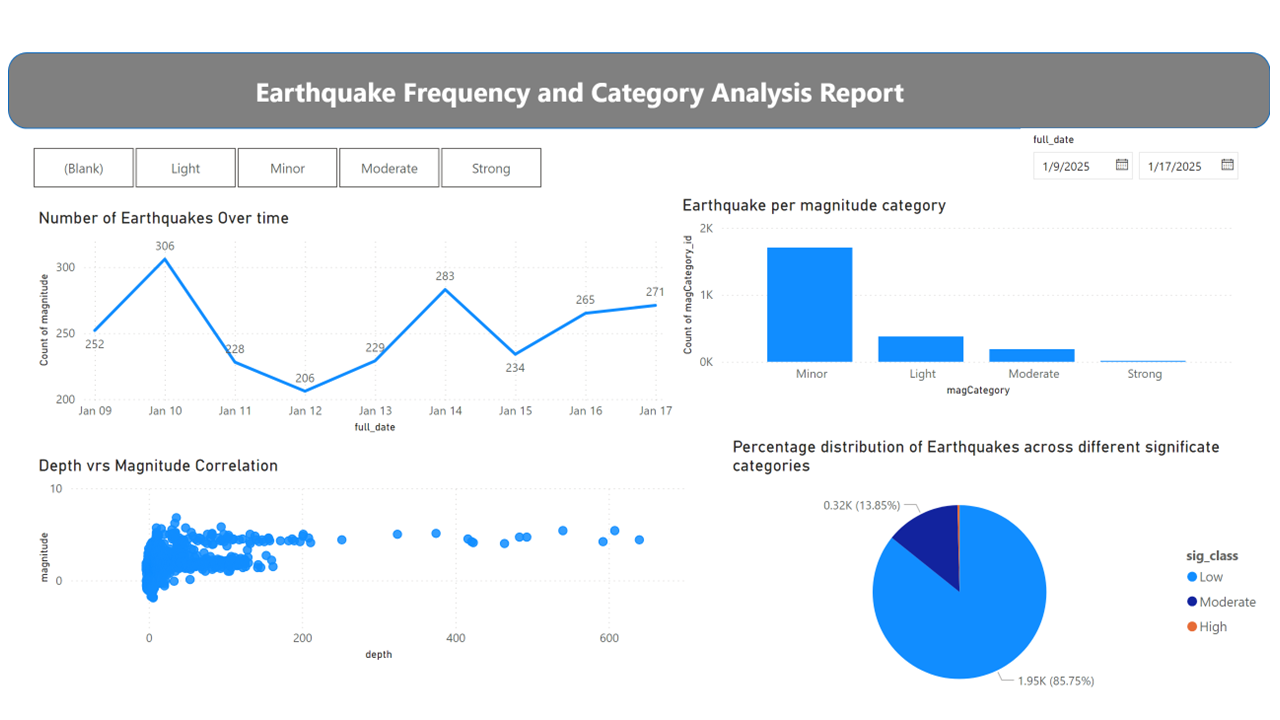 Earthquake Frequency and Category Analysis Report
full_date
1/9/2025
1/17/2025
(Blank)
Light
Minor
Moderate
Strong
Number of Earthquakes Over time
Count of magnitude
300
250
200
252
306
228
206
229
283
234
265
271
Jan 09
Jan 10
Jan 11
Jan 12
Jan 13
Jan 14
Jan 15
Jan 16
Jan 17
full_date
Earthquake per magnitude category
Count of magCategory_id
2K
1K
0K
Minor
Light
Moderate
Strong
magCategory
Depth vrs Magnitude Correlation
magnitude
10
0
0
200
400
600
depth
Percentage distribution of Earthquakes across different significate
categories
0.32K (13.85%)
1.95K (85.75%)
sig_class
Low
Moderate
High